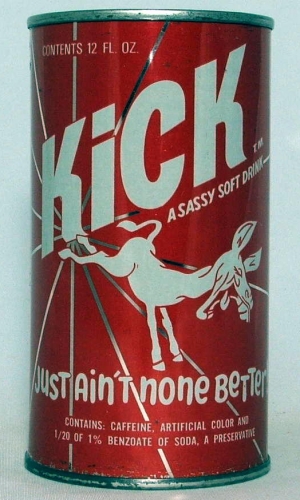 CONTENTS 12 FL. OZ.
KiCK
T.M.
A SASSY SOFT DRINK
JUST AiN'T NONE BETTER
CONTAINS: CAFFEINE, ARTIFICIAL COLOR AND
1/20 OF 1% BENZOATE OF SODA, A PRESERVATIVE